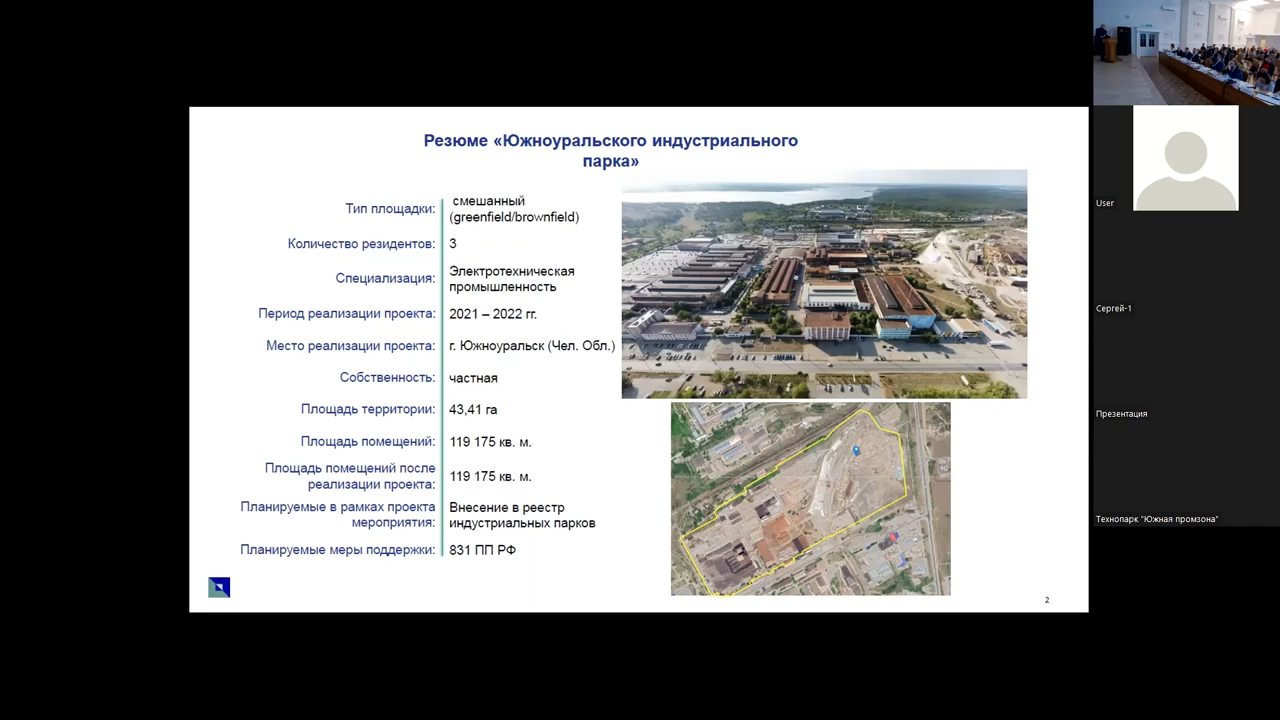 Резюме «Южноуральского индустриального
парка»
Тип площадки:
смешанный
(greenfield/brownfield)
Количество резидентов:
3
Специализация:
Электротехническая
промышленность
Период реализации проекта:
2021 – 2022 гг.
Место реализации проекта:
г. Южноуральск (Чел. Обл.)
Собственность:
частная
Площадь территории:
43,41 га
Площадь помещений:
119 175 кв. м.
Площадь помещений после
реализации проекта:
119 175 кв. м.
Планируемые в рамках проекта
мероприятия:
Внесение в реестр
индустриальных парков
Планируемые меры поддержки:
831 ПП РФ
2
User
Сергей-1
Презентация
Технопарк "Южная промзона"